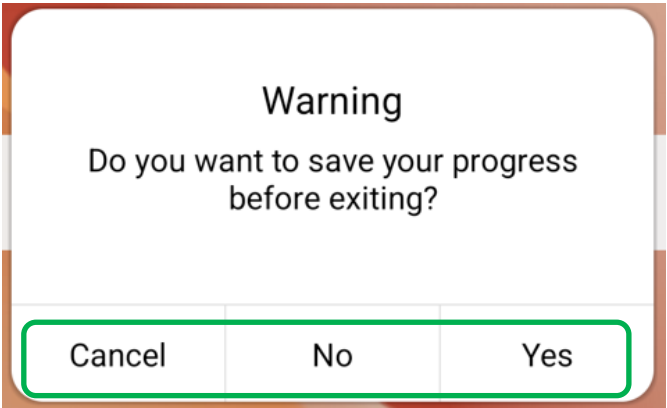 Warning
Do you want to save your progress
before exiting?
Cancel No Yes